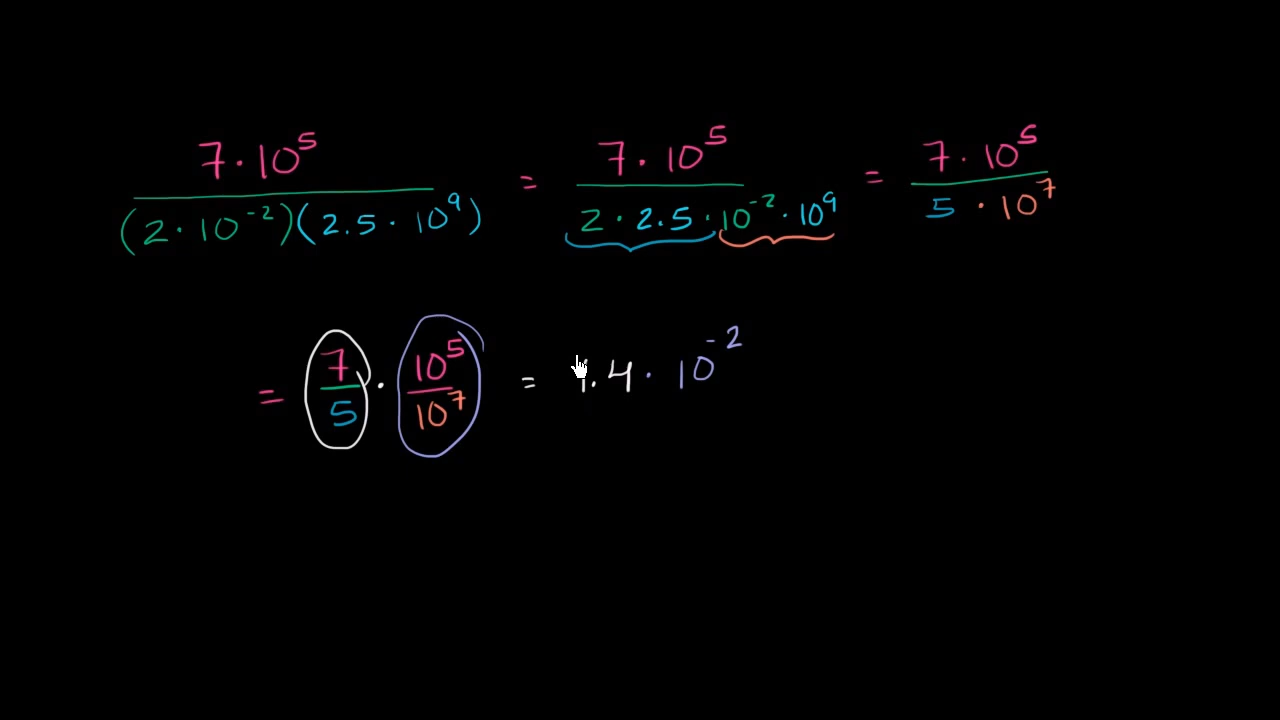 7·10⁵ / (2·10⁻²)(2.5·10⁹) = 7·10⁵ / 2·2.5·10⁻²·10⁹ = 7·10⁵ / 5·10⁷
= 7/5 · 10⁵/10⁷ = 1.4·10⁻²